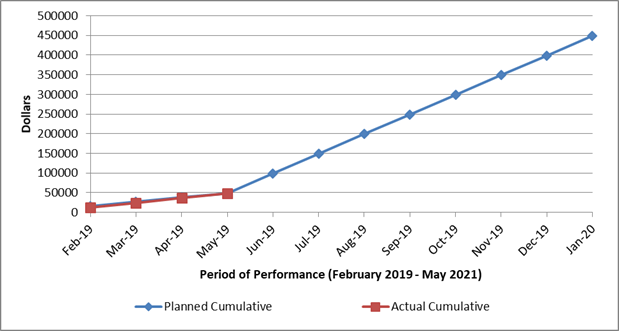 500000
450000
400000
350000
300000
250000
200000
150000
100000
50000
0
Dollars
Feb-19 Mar-19 Apr-19 May-19 Jun-19 Jul-19 Aug-19 Sep-19 Oct-19 Nov-19 Dec-19 Jan-20
Period of Performance (February 2019 - May 2021)
Planned Cumulative Actual Cumulative